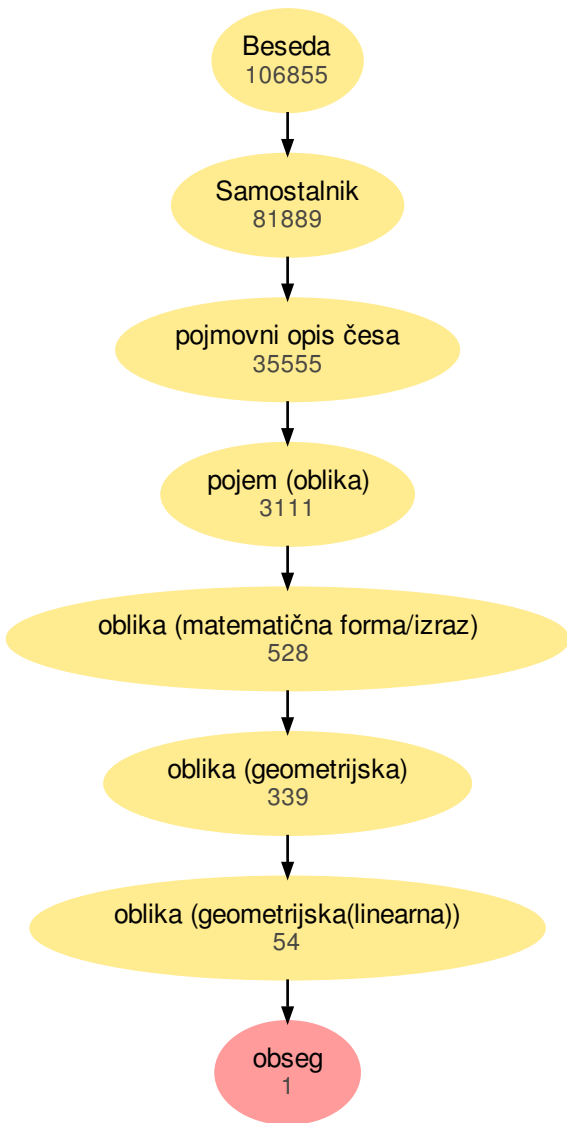 Beseda
106855
Samostalnik
81889
pojmovni opis česa
35555
pojem (oblika)
3111
oblika (matematična forma/izraz)
528
oblika (geometrijska)
339
oblika (geometrijska(linearna))
54
obseg
1